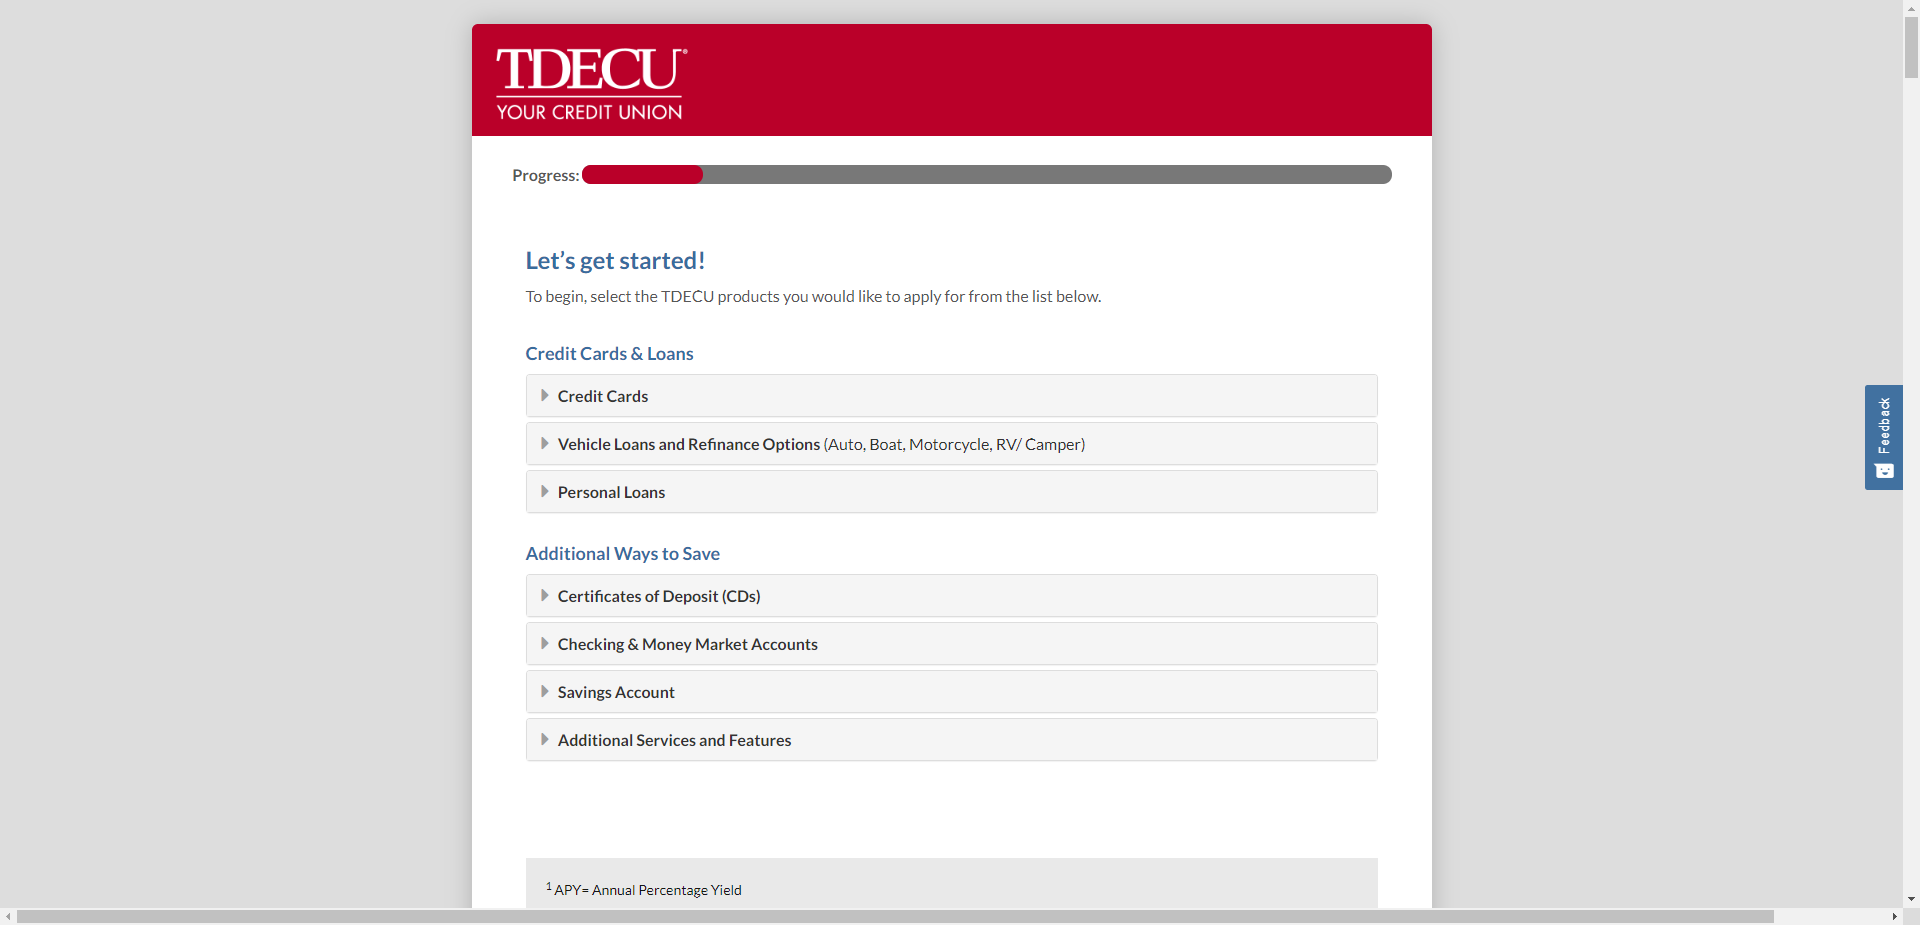 TDECU®
YOUR CREDIT UNION
Progress:
Let’s get started!
To begin, select the TDECU products you would like to apply for from the list below.
Credit Cards & Loans
Credit Cards
Vehicle Loans and Refinance Options (Auto, Boat, Motorcycle, RV/ Camper)
Personal Loans
Feedback
Additional Ways to Save
Certificates of Deposit (CDs)
Checking & Money Market Accounts
Savings Account
Additional Services and Features
1 APY= Annual Percentage Yield